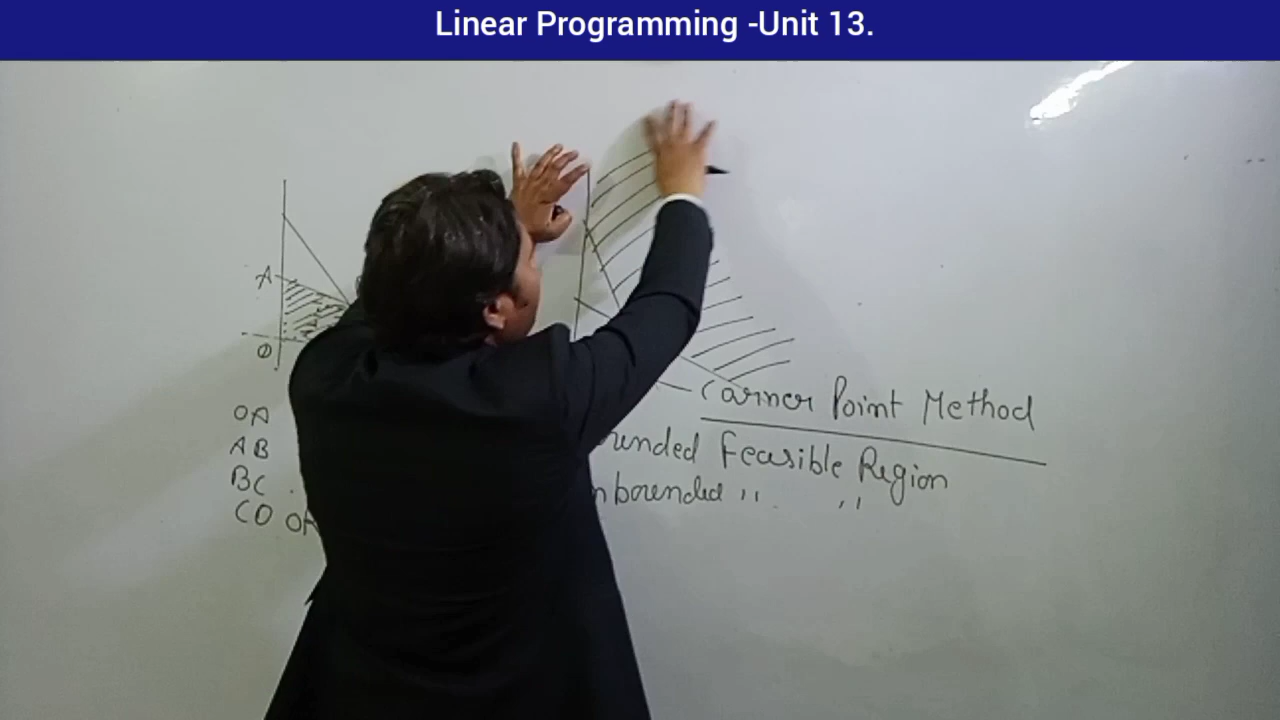 Linear Programming -Unit 13.
A
O
OA
AB
BC
CO
Corner Point Method
Feasible Region
" "